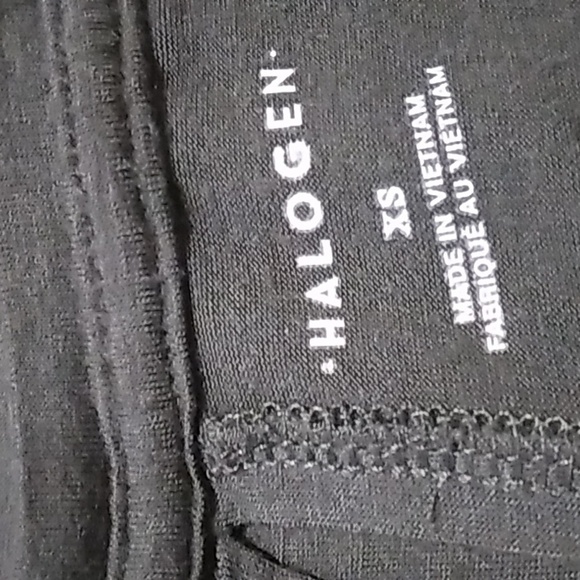 ·HALOGEN·
XS
MADE IN VIETNAM
FABRIQUÉ AU VIETNAM